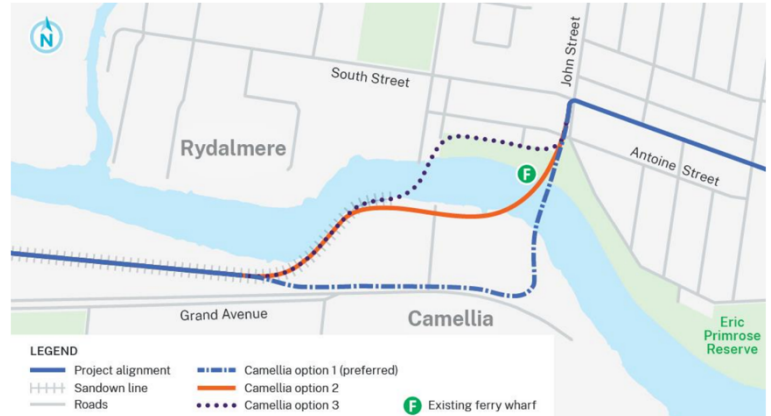 N
South Street
John Street
Rydalmere
F
Antoine Street
Grand Avenue
Camellia
Eric
Primrose
Reserve
LEGEND
Project alignment
Camellia option 1 (preferred)
Sandown line
Camellia option 2
Roads
Camellia option 3
F Existing ferry wharf